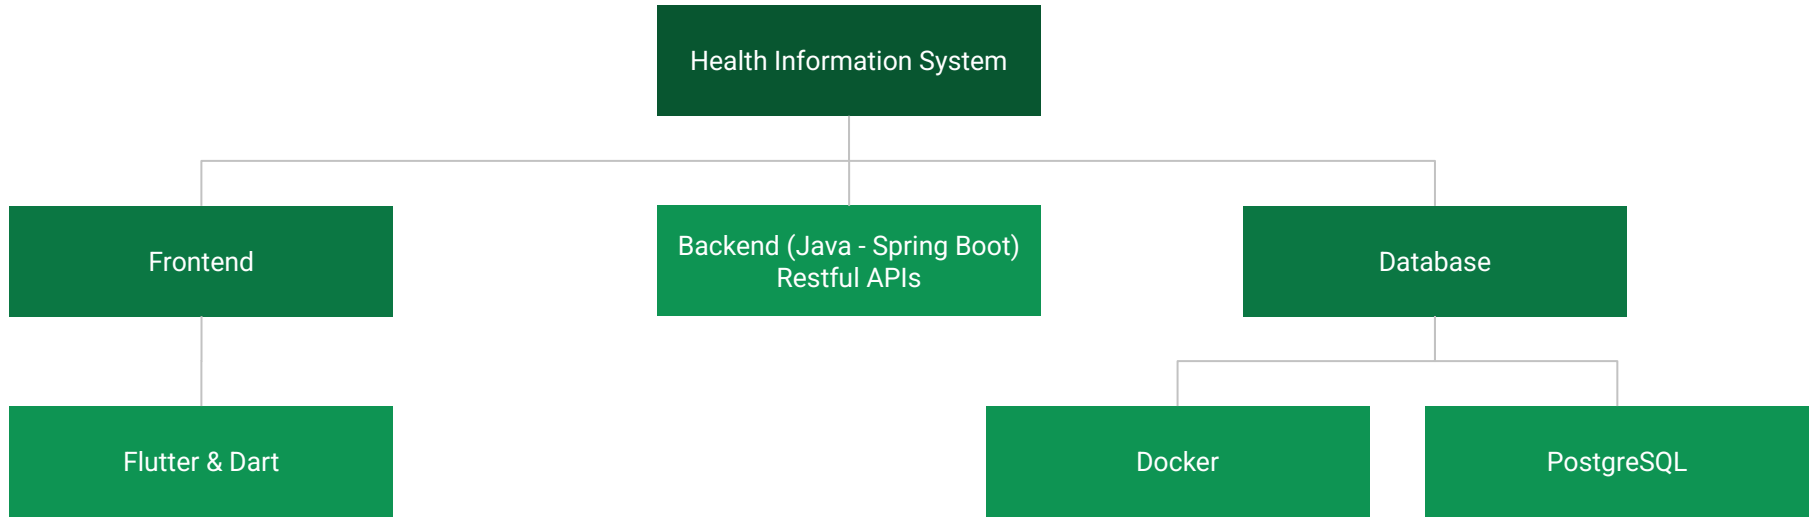 Health Information System
Frontend
Backend (Java - Spring Boot)
Restful APIs
Database
Flutter & Dart
Docker
PostgreSQL